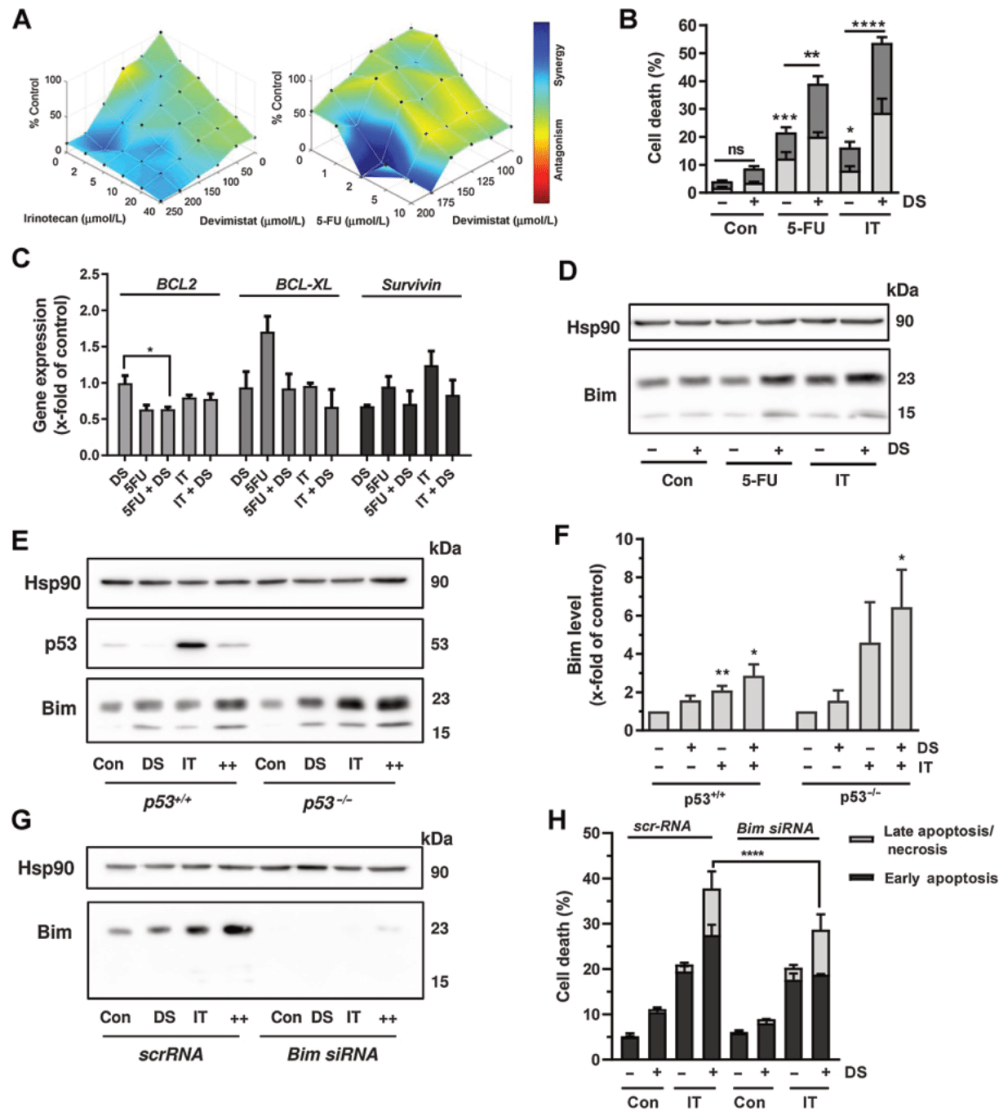 A
% Control
100
50
0
0
2
5
10
20
40
250
200
150
100
50
0
Irinotecan (μmol/L)
Devimistat (μmol/L)
% Control
100
50
0
0
1
2
5
10
200
175
150
125
100
0
5-FU (μmol/L)
Devimistat (μmol/L)
Synergy
Antagonism
B
Cell death (%)
60
50
40
30
20
10
0
ns
***
**
*
****
– + – + – + DS
Con 5-FU IT
C
Gene expression
(x-fold of control)
2.5
2.0
1.5
1.0
0.5
0.0
BCL2 BCL-XL Survivin
*
DS 5FU 5FU + DS IT IT + DS DS 5FU 5FU + DS IT IT + DS DS 5FU 5FU + DS IT IT + DS
D
kDa
Hsp90 90
Bim 23
15
– + – + – + DS
Con 5-FU IT
E
kDa
Hsp90 90
p53 53
Bim 23
15
Con DS IT ++ Con DS IT ++
p53+/+ p53−/−
F
Bim level
(x-fold of control)
10
8
6
4
2
0
** * *
– + – + – + – + DS
– – + + – – + + IT
p53+/+ p53−/−
G
kDa
Hsp90 90
Bim 23
15
Con DS IT ++ Con DS IT ++
scrRNA Bim siRNA
H
Cell death (%)
50
40
30
20
10
0
scr-RNA Bim siRNA
****
Late apoptosis/
necrosis
Early apoptosis
– + – + – + – + DS
Con IT Con IT